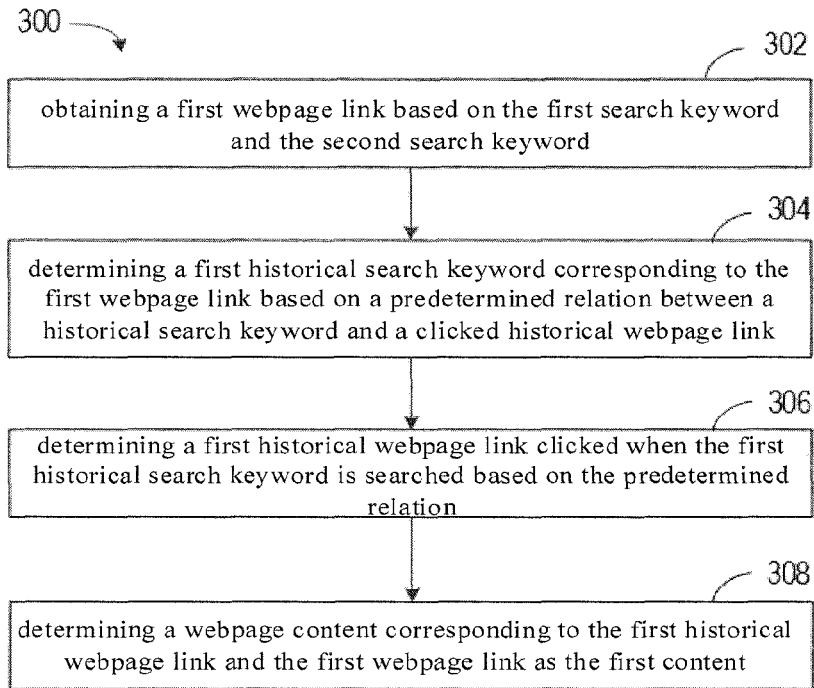 300
302
obtaining a first webpage link based on the first search keyword
and the second search keyword
304
determining a first historical search keyword corresponding to the
first webpage link based on a predetermined relation between a
historical search keyword and a clicked historical webpage link
306
determining a first historical webpage link clicked when the first
historical search keyword is searched based on the predetermined
relation
308
determining a webpage content corresponding to the first historical
webpage link and the first webpage link as the first content